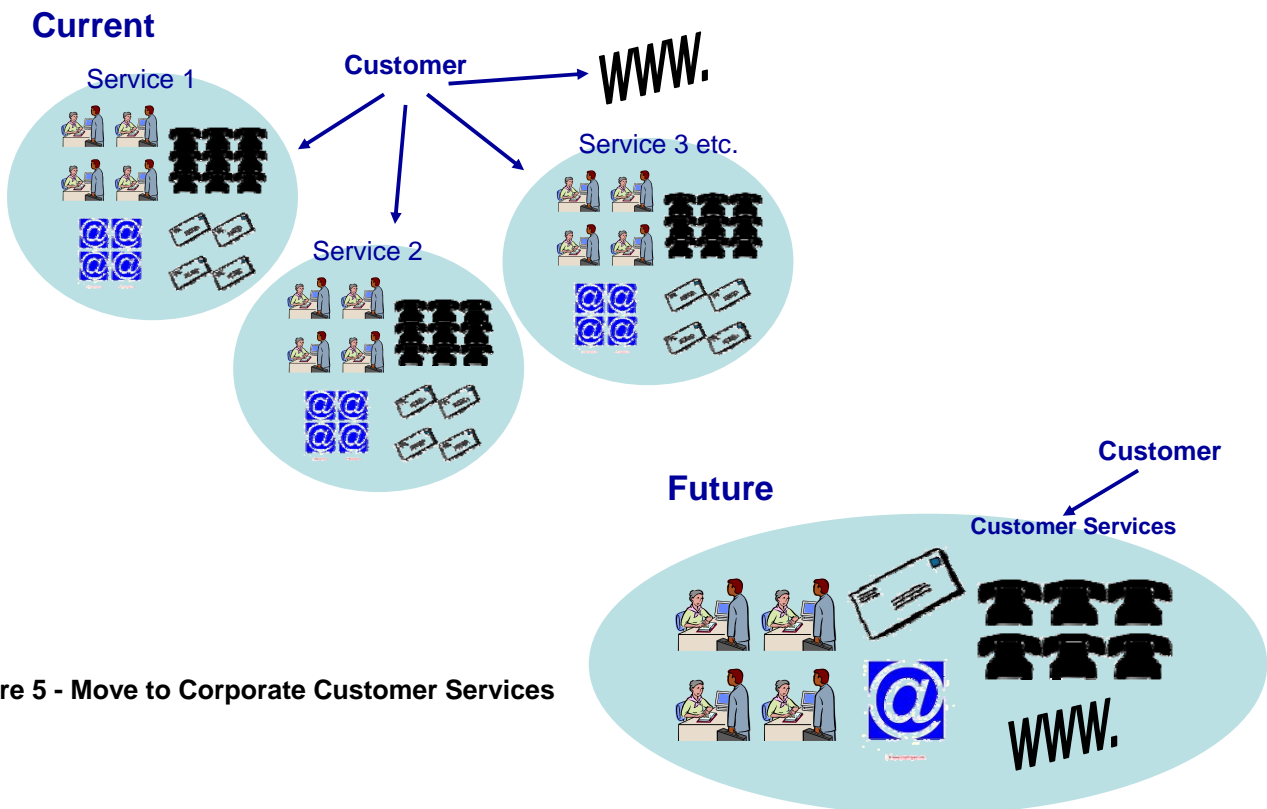 Current
Customer
WWW.
Service 1
Service 3 etc.
Service 2
@ @
@ @
@ @
@ @
@ @
@ @
Customer
Future
Customer Services
@
WWW.
re 5 - Move to Corporate Customer Services